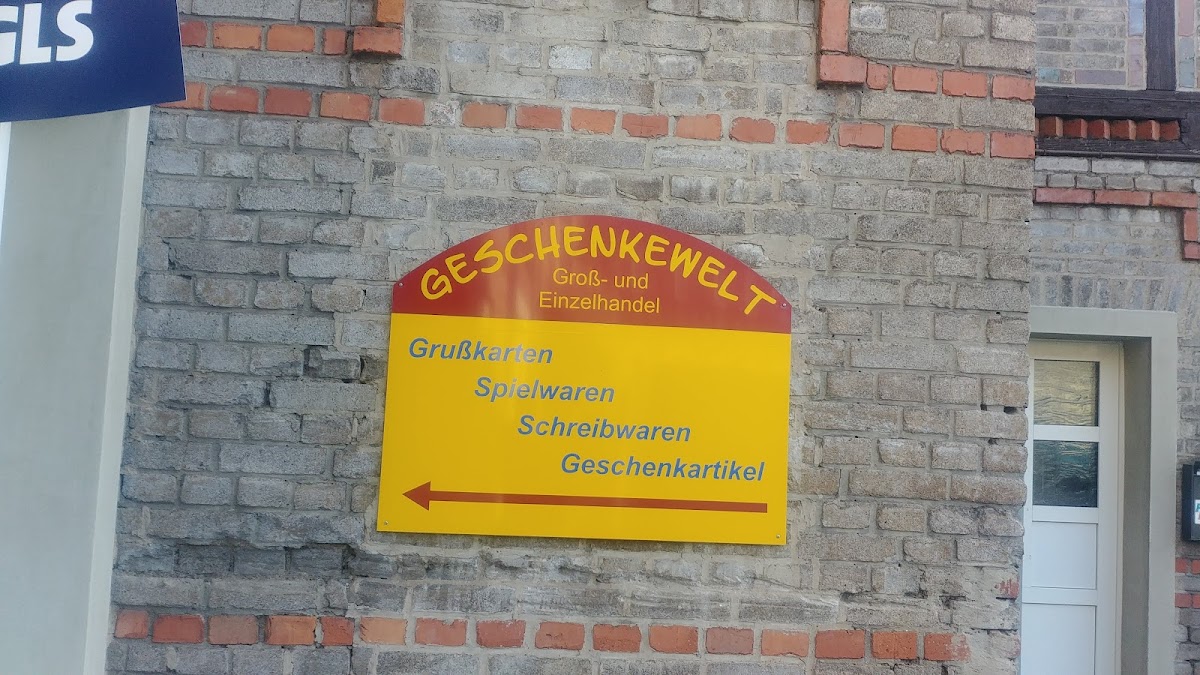 GLS
GESCHENKEWELT
Groß- und
Einzelhandel
Grußkarten
Spielwaren
Schreibwaren
Geschenkartikel